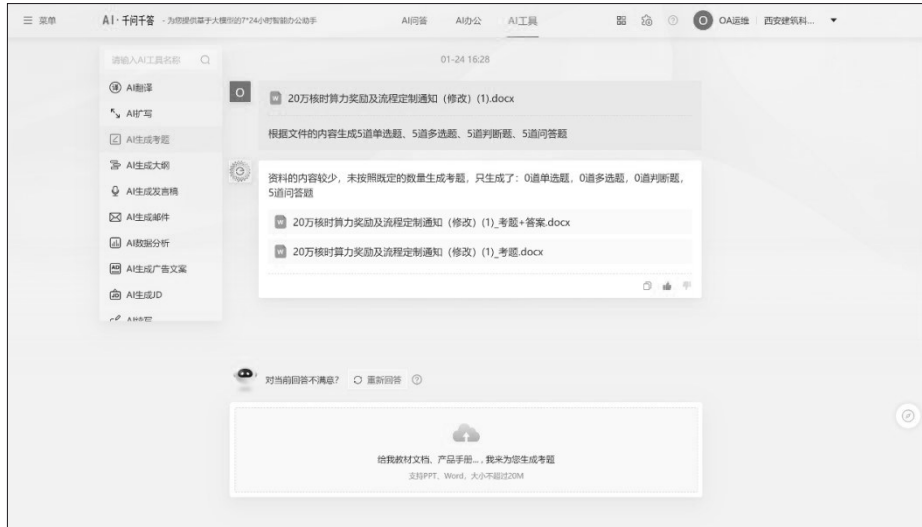 菜单
AI·千问千答 - 为您提供基于大模型的7*24小时智能办公助手
AI问答
AI办公
AI工具
O
OA运维
西安建筑科...
请输入AI工具名称
AI翻译
AI扩写
AI生成考题
AI生成大纲
AI生成发言稿
AI生成邮件
AI数据分析
AI生成广告文案
AI生成JD
01-24 16:28
O
20万核时算力奖励及流程定制通知（修改）(1).docx
根据文件的内容生成5道单选题、5道多选题、5道判断题、5道问答题
资料的内容较少，未按照既定的数量生成考题，只生成了：0道单选题，0道多选题，0道判断题，
5道问答题
20万核时算力奖励及流程定制通知（修改）(1)_考题+答案.docx
20万核时算力奖励及流程定制通知（修改）(1)_考题.docx
对当前回答不满意？
重新回答
给我教材文档、产品手册...，我来为您生成考题
支持PPT、Word，大小不超过20M